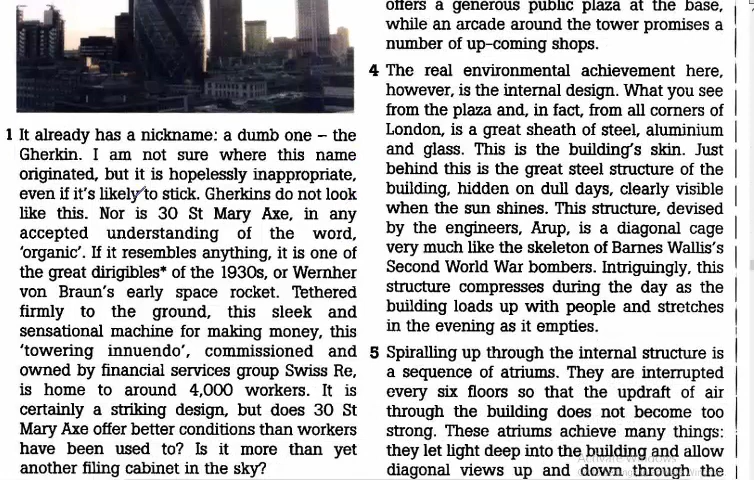 1 It already has a nickname: a dumb one – the
Gherkin. I am not sure where this name
originated, but it is hopelessly inappropriate,
even if it's likely to stick. Gherkins do not look
like this. Nor is 30 St Mary Axe, in any
accepted understanding of the word,
'organic'. If it resembles anything, it is one of
the great dirigibles* of the 1930s, or Wernher
von Braun's early space rocket. Tethered
firmly to the ground, this sleek and
sensational machine for making money, this
'towering innuendo', commissioned and
owned by financial services group Swiss Re,
is home to around 4,000 workers. It is
certainly a striking design, but does 30 St
Mary Axe offer better conditions than workers
have been used to? Is it more than yet
another filing cabinet in the sky?
offers a generous public plaza at the base,
while an arcade around the tower promises a
number of up-coming shops.
4 The real environmental achievement here,
however, is the internal design. What you see
from the plaza and, in fact, from all corners of
London, is a great sheath of steel, aluminium
and glass. This is the building's skin. Just
behind this is the great steel structure of the
building, hidden on dull days, clearly visible
when the sun shines. This structure, devised
by the engineers, Arup, is a diagonal cage
very much like the skeleton of Barnes Wallis's
Second World War bombers. Intriguingly, this
structure compresses during the day as the
building loads up with people and stretches
in the evening as it empties.
5 Spiralling up through the internal structure is
a sequence of atriums. They are interrupted
every six floors so that the updraft of air
through the building does not become too
strong. These atriums achieve many things:
they let light deep into the building and allow
diagonal views up and down through the
Activate Windows